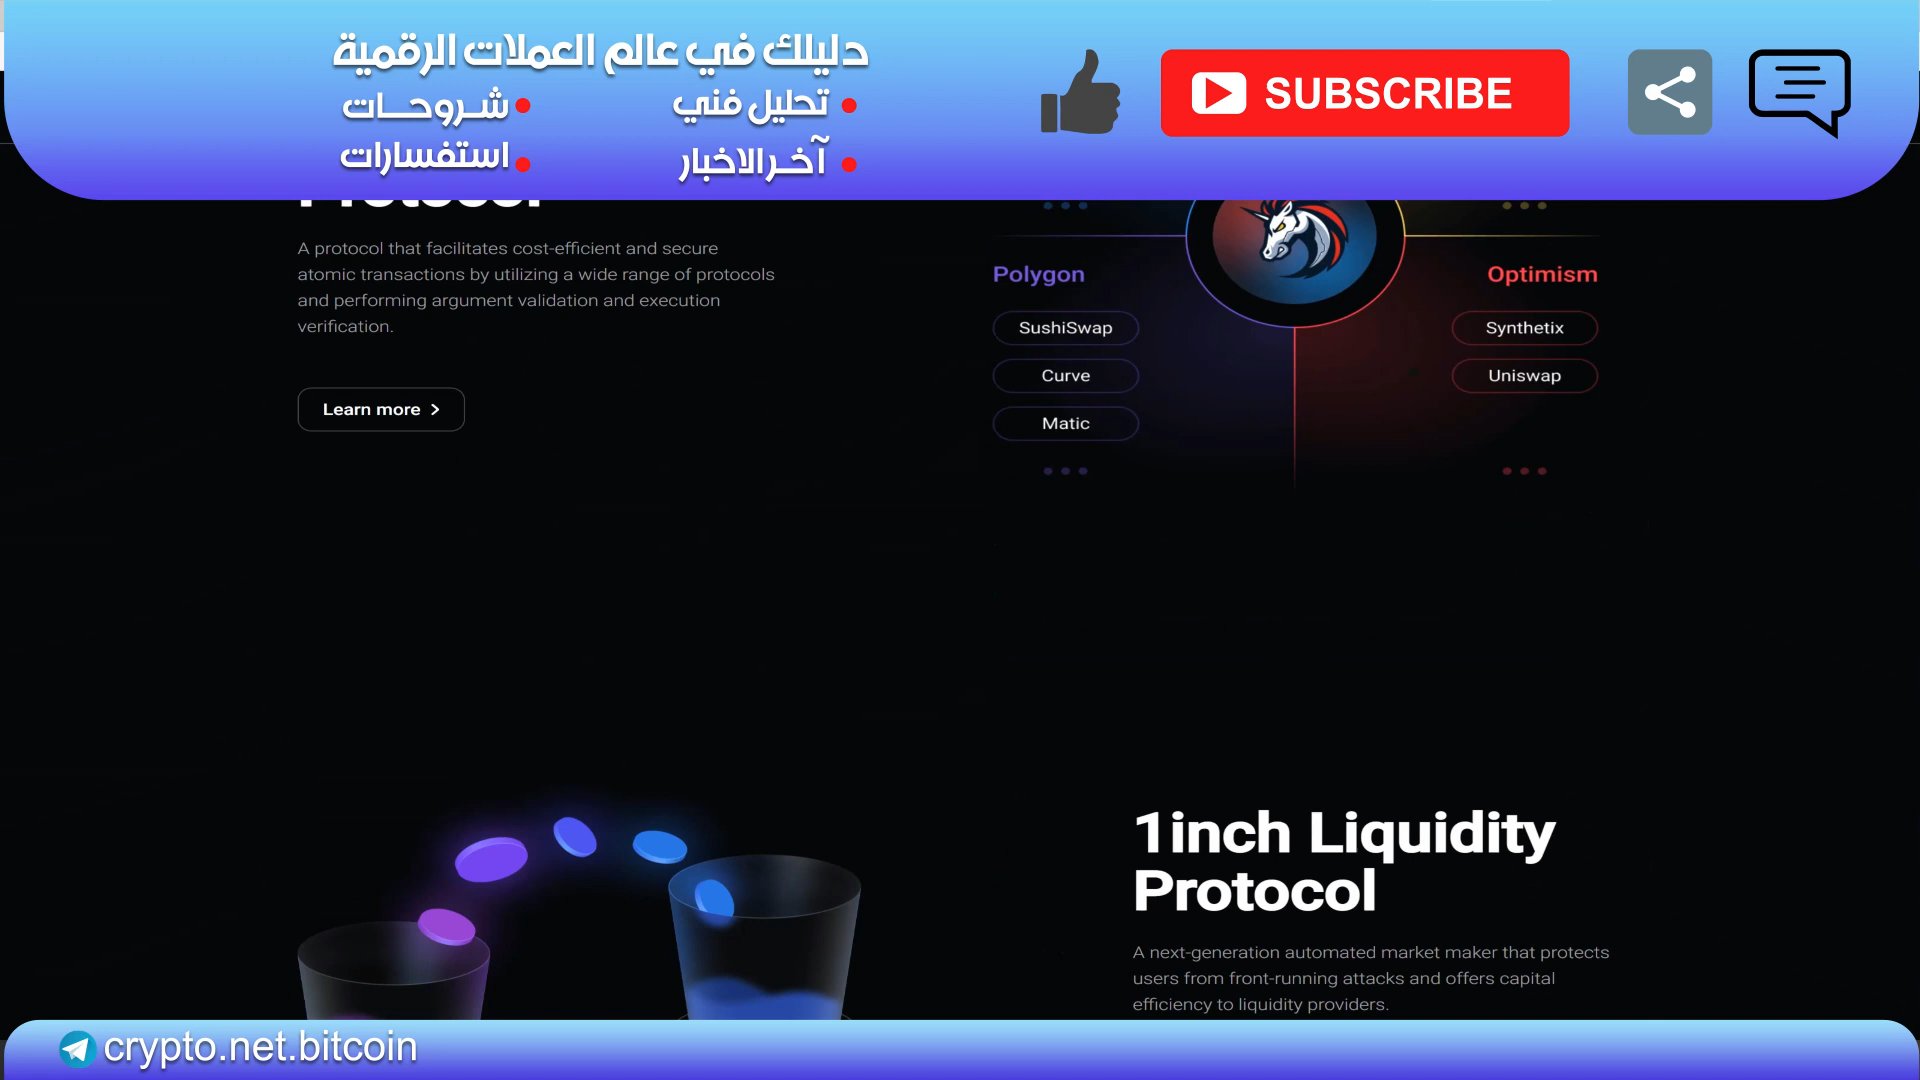 دليلك في عالم العملات الرقمية
تحليل فني
شـروحـات
آخـر الاخبار
استفسارات
SUBSCRIBE
A protocol that facilitates cost-efficient and secure
atomic transactions by utilizing a wide range of protocols
and performing argument validation and execution
verification.
Learn more
Polygon
SushiSwap
Curve
Matic
Optimism
Synthetix
Uniswap
1inch Liquidity
Protocol
A next-generation automated market maker that protects
users from front-running attacks and offers capital
efficiency to liquidity providers.
crypto.net.bitcoin